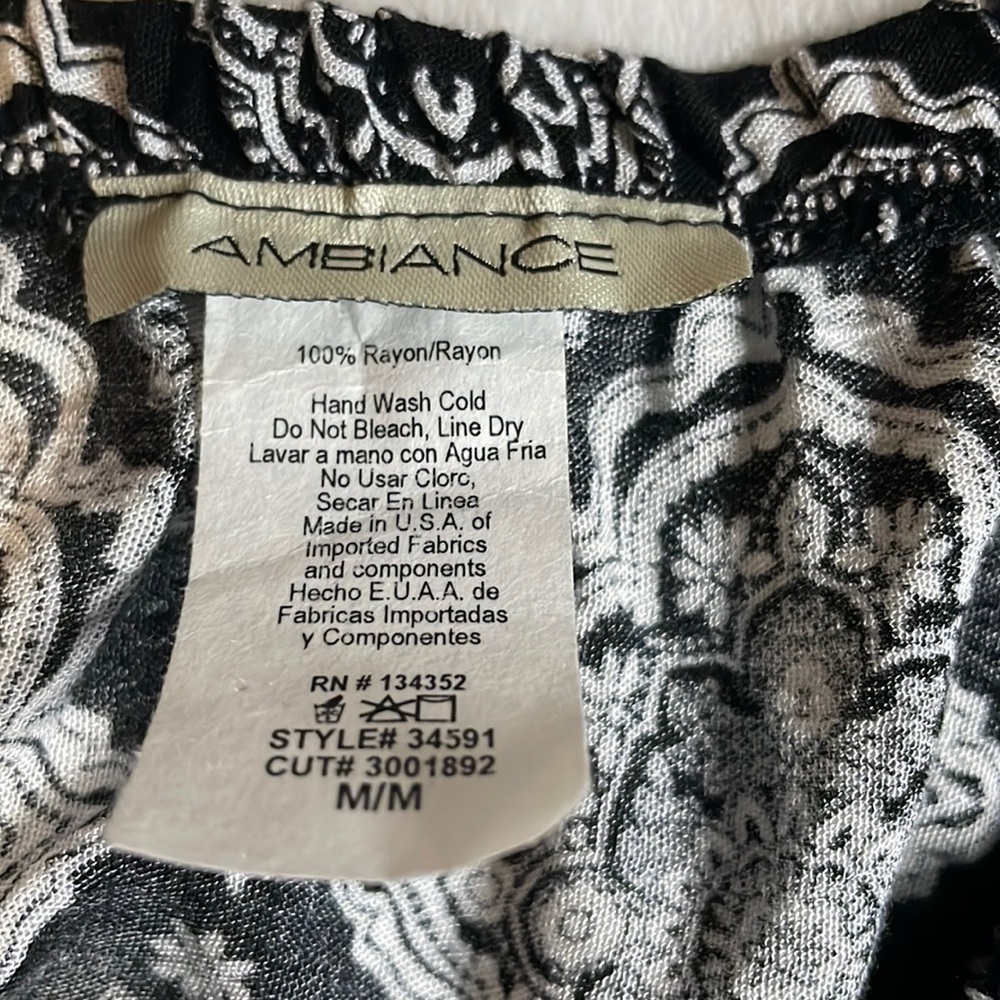 AMBIANCE
100% Rayon/Rayon
Hand Wash Cold
Do Not Bleach, Line Dry
Lavar a mano con Agua Fria
No Usar Cloro,
Secar En Linea
Made in U.S.A. of
Imported Fabrics
and components
Hecho E.U.A.A. de
Fabricas Importadas
y Componentes
RN # 134352
STYLE# 34591
CUT# 3001892
M/M